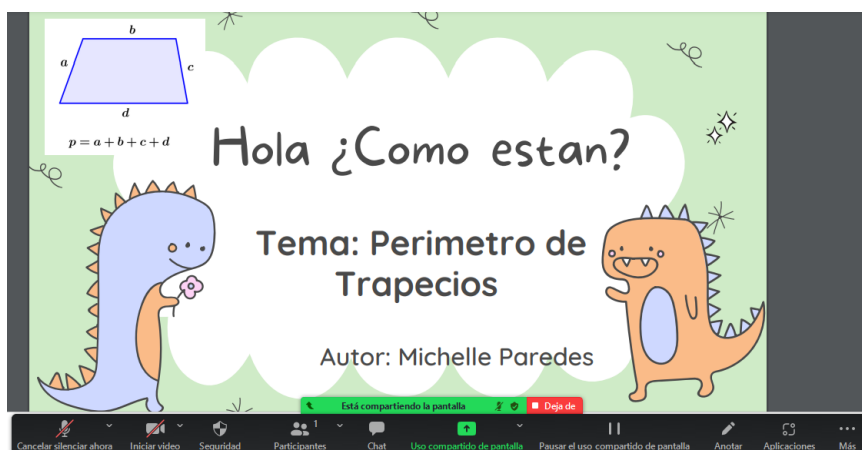 b
a
c
d
p = a + b + c + d
Hola ¿Como estan?
Tema: Perimetro de
Trapecios
Autor: Michelle Paredes
Está compartiendo la pantalla
Deja de
Cancelar silenciar ahora
Iniciar video
Seguridad
Participantes
1
Chat
Uso compartido de pantalla
Pausar el uso compartido de pantalla
Anotar
Aplicaciones
Más